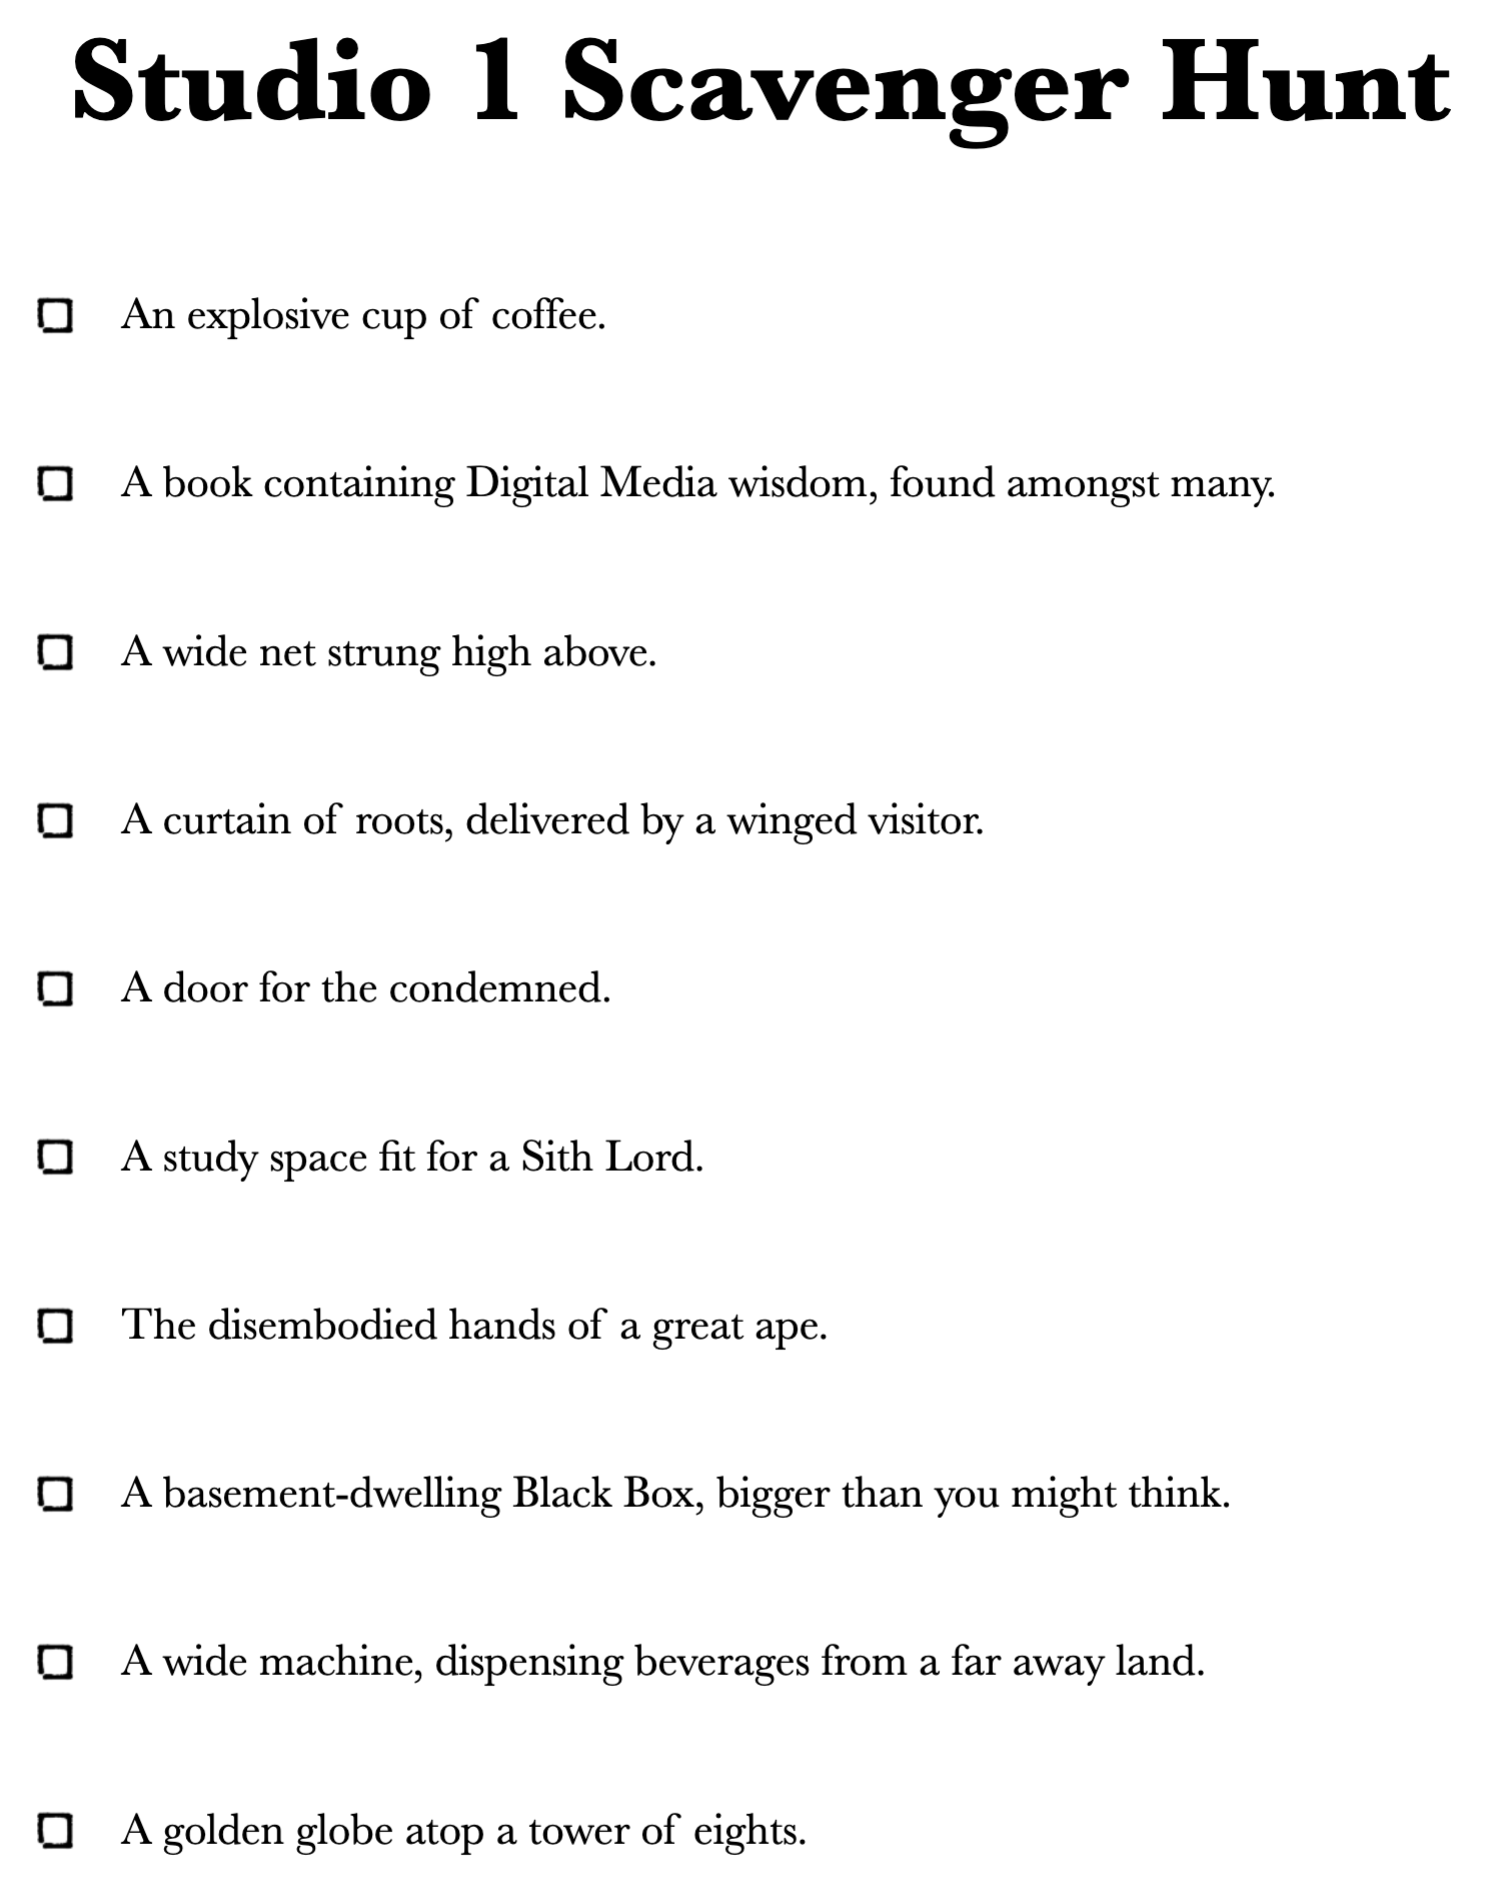 Studio 1 Scavenger Hunt
An explosive cup of coffee.
A book containing Digital Media wisdom, found amongst many.
A wide net strung high above.
A curtain of roots, delivered by a winged visitor.
A door for the condemned.
A study space fit for a Sith Lord.
The disembodied hands of a great ape.
A basement-dwelling Black Box, bigger than you might think.
A wide machine, dispensing beverages from a far away land.
A golden globe atop a tower of eights.